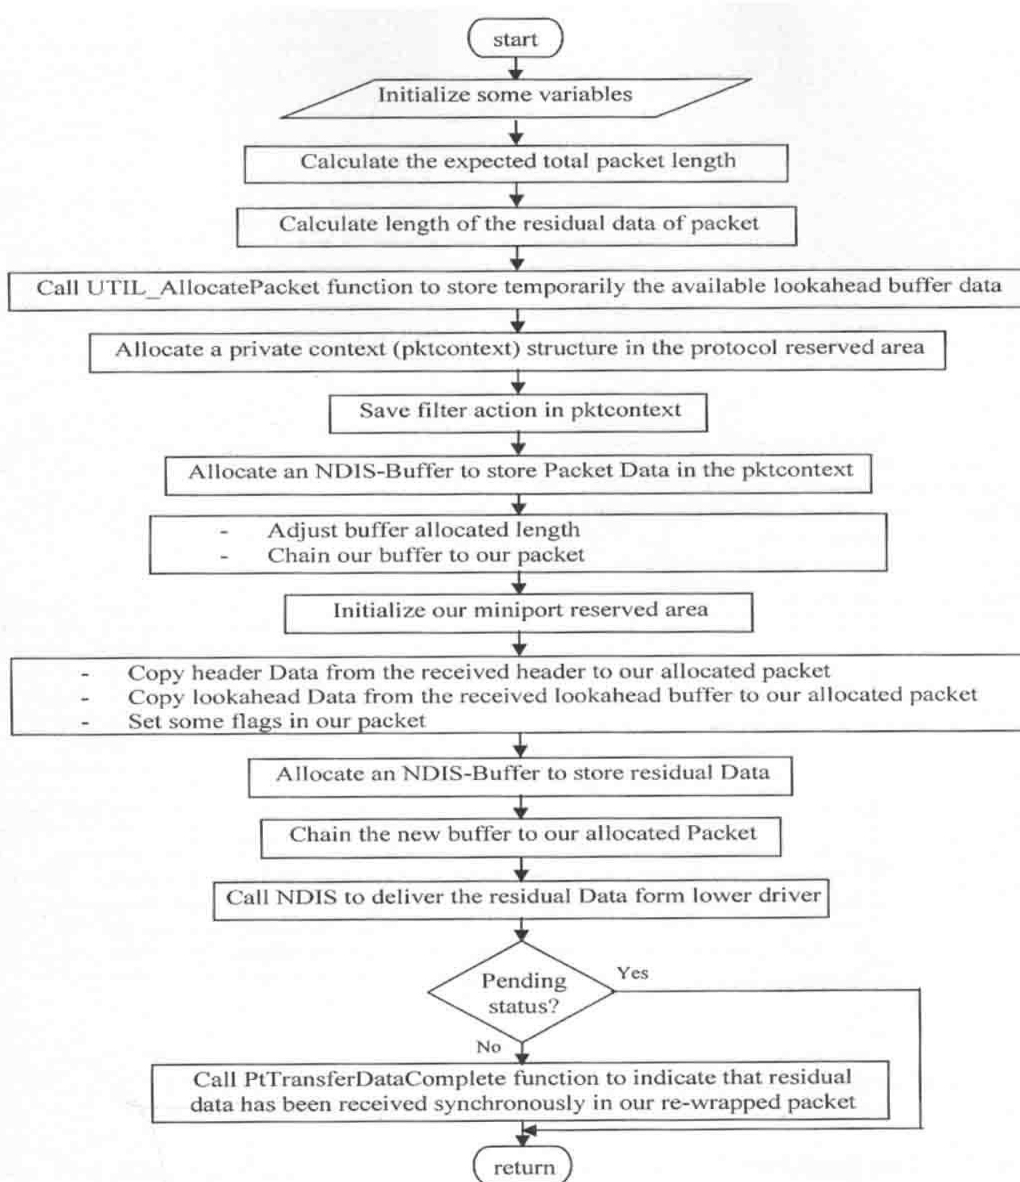 start
Initialize some variables
Calculate the expected total packet length
Calculate length of the residual data of packet
Call UTIL_AllocatePacket function to store temporarily the available lookahead buffer data
Allocate a private context (pktcontext) structure in the protocol reserved area
Save filter action in pktcontext
Allocate an NDIS-Buffer to store Packet Data in the pktcontext
- Adjust buffer allocated length
- Chain our buffer to our packet
Initialize our miniport reserved area
- Copy header Data from the received header to our allocated packet
- Copy lookahead Data from the received lookahead buffer to our allocated packet
- Set some flags in our packet
Allocate an NDIS-Buffer to store residual Data
Chain the new buffer to our allocated Packet
Call NDIS to deliver the residual Data form lower driver
Pending
status?
Yes
No
Call PtTransferDataComplete function to indicate that residual
data has been received synchronously in our re-wrapped packet
return